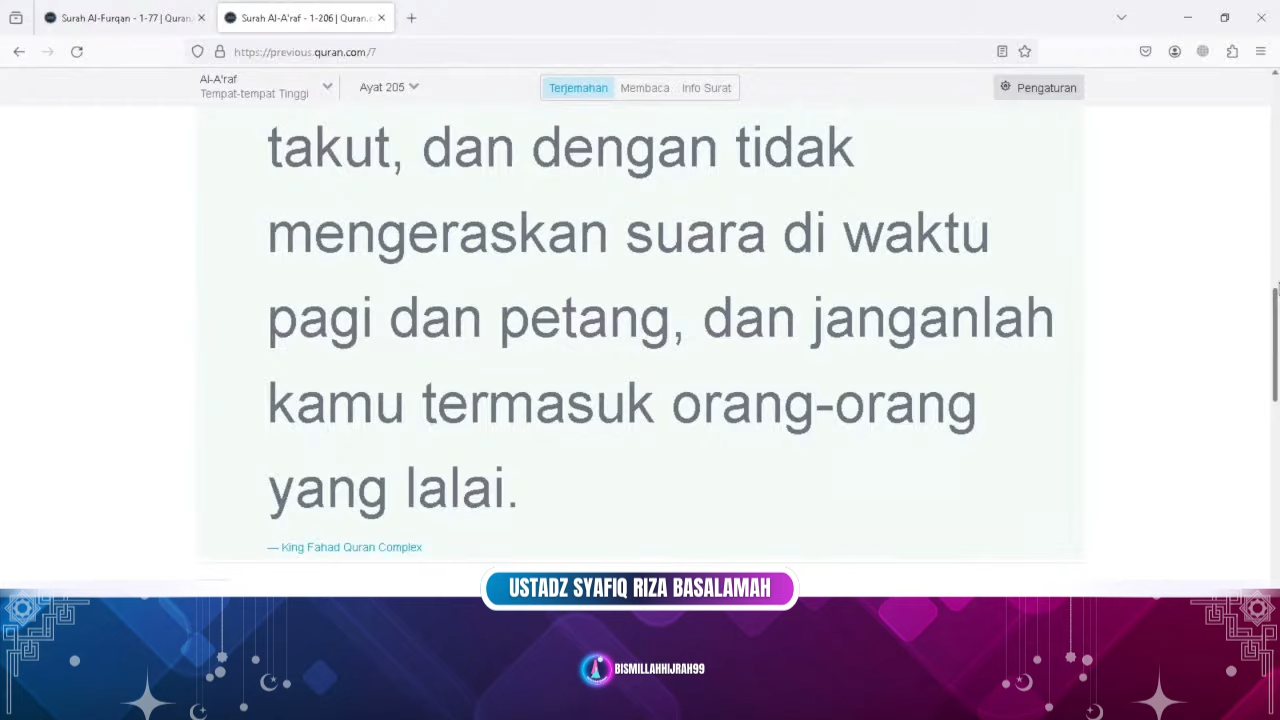 Surah Al-Furqan - 1-77 | Quran.
Surah Al-A'raf - 1-206 | Quran.c
https://previous.quran.com/7
Al-A'raf
Tempat-tempat Tinggi
Ayat 205
Terjemahan Membaca Info Surat
Pengaturan
takut, dan dengan tidak
mengeraskan suara di waktu
pagi dan petang, dan janganlah
kamu termasuk orang-orang
yang lalai.
— King Fahad Quran Complex
USTADZ SYAFIQ RIZA BASALAMAH
BISMILLAHHIJRAH99